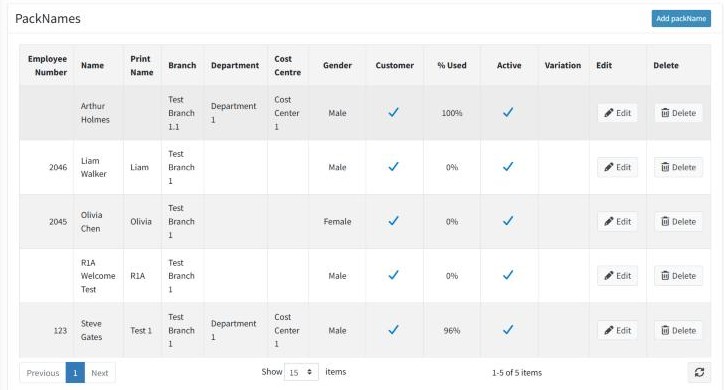 PackNames
Add packName
Employee Number Name Print Name Branch Department Cost Centre Gender Customer % Used Active Variation Edit Delete
Arthur Holmes Test Branch 1.1 Department 1 Cost Center 1 Male 100% Edit Delete
2046 Liam Walker Liam Test Branch 1 Male 0% Edit Delete
2045 Olivia Chen Olivia Test Branch 1 Female 0% Edit Delete
R1A Welcome Test R1A Test Branch 1 Male 0% Edit Delete
123 Steve Gates Test 1 Test Branch 1 Department 1 Cost Center 1 Male 96% Edit Delete
Previous 1 Next Show 15 items 1-5 of 5 items